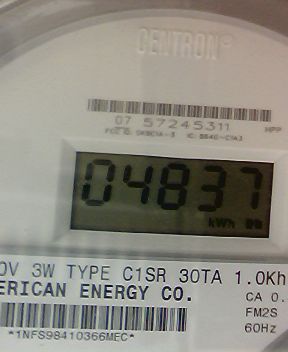 CENTRON®
07 57245311 MPP
04837
kWh
0V 3W TYPE C1SR 30TA 1.0Kh
ERICAN ENERGY CO.
CA 0.
FM2S
*1NFS98410366MEC*
60Hz